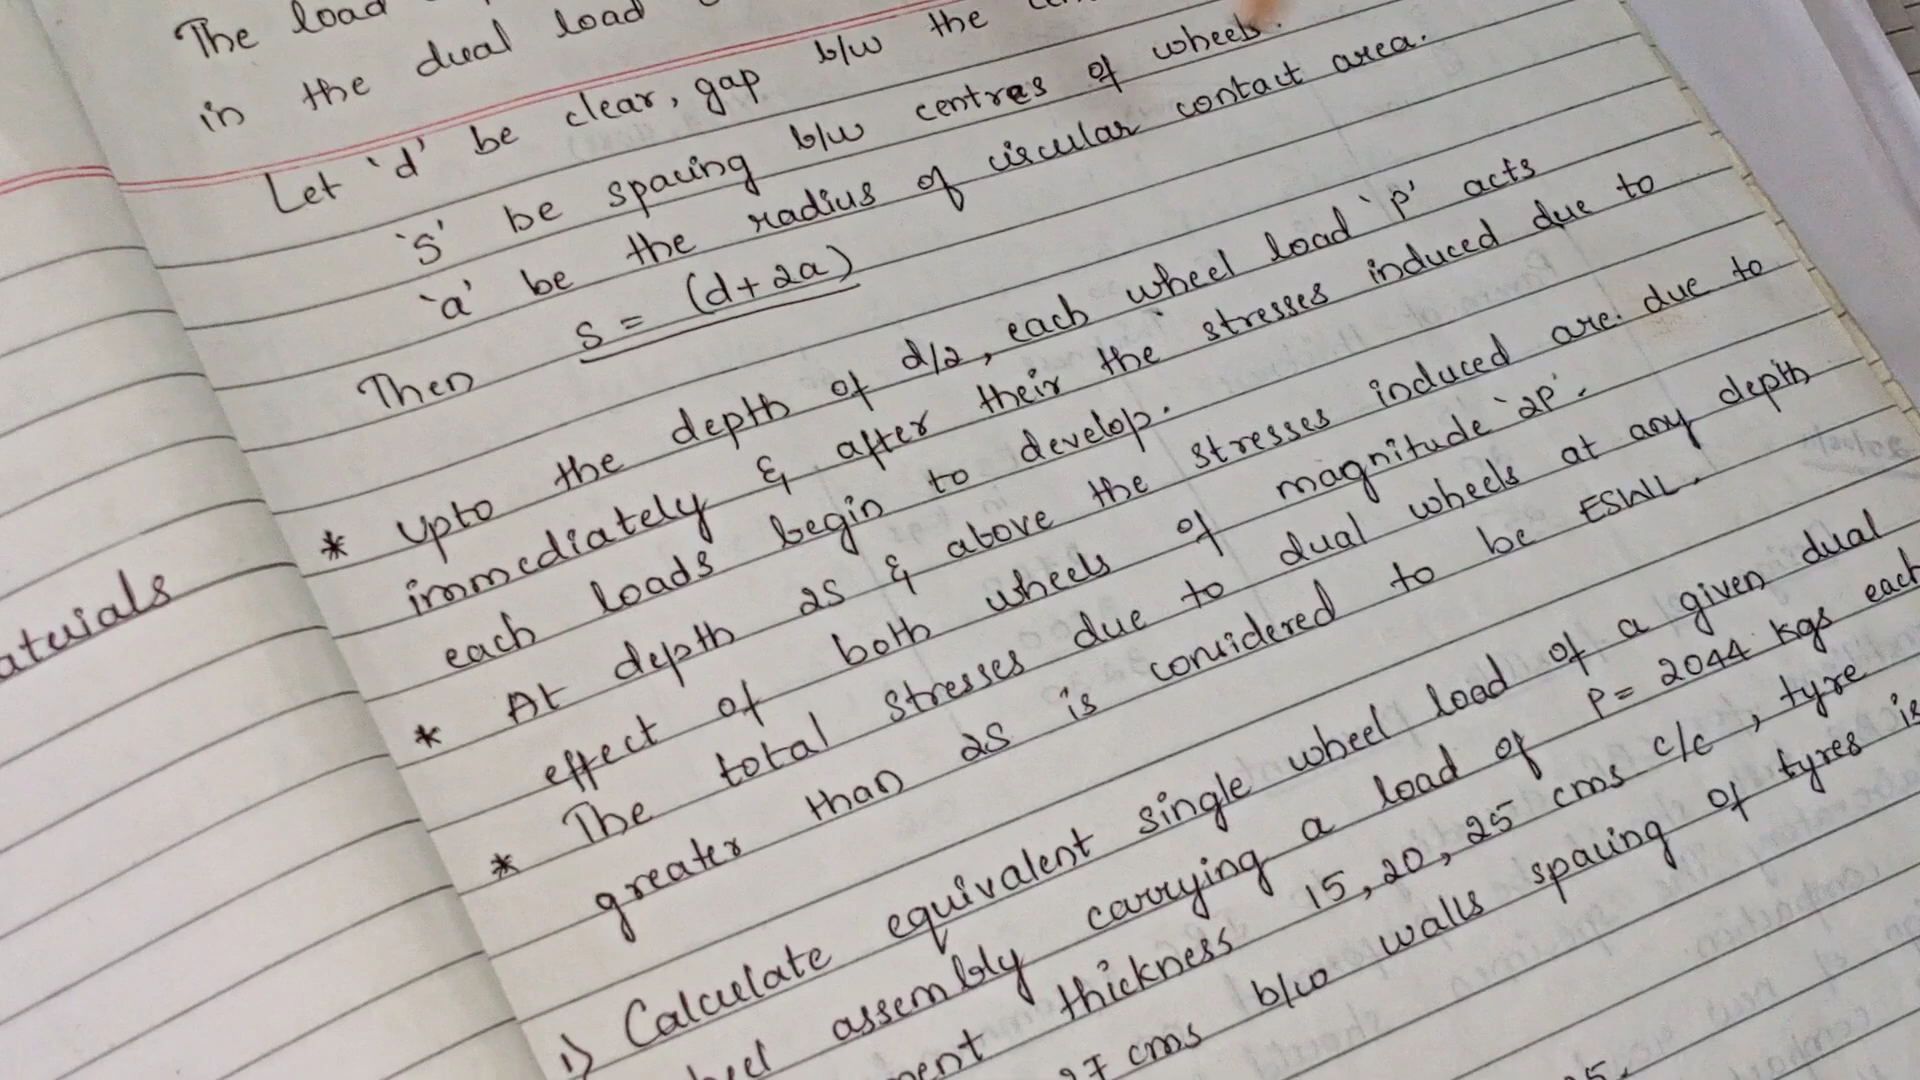 The load
in the dual load
Let 'd' be clear, gap b/w the
'S' be spacing b/w centres of wheels.
'a' be the radius of circular contact area.
Then S = (d+2a)
* Upto the depth of d/2, each wheel load 'P' acts
immediately & after their the stresses induced due to
each loads begin to develop.
* At depth 2S & above the stresses induced are due to
effect of both wheels of magnitude '2P'.
* The total stresses due to dual wheels at any depth
greater than 2S is considered to be ESWL.
1) Calculate equivalent single wheel load of a given dual
assembly carrying a load of P = 2044 kgs each
thickness 15, 20, 25 cms c/c, tyre
cms b/w walls spacing of tyres is